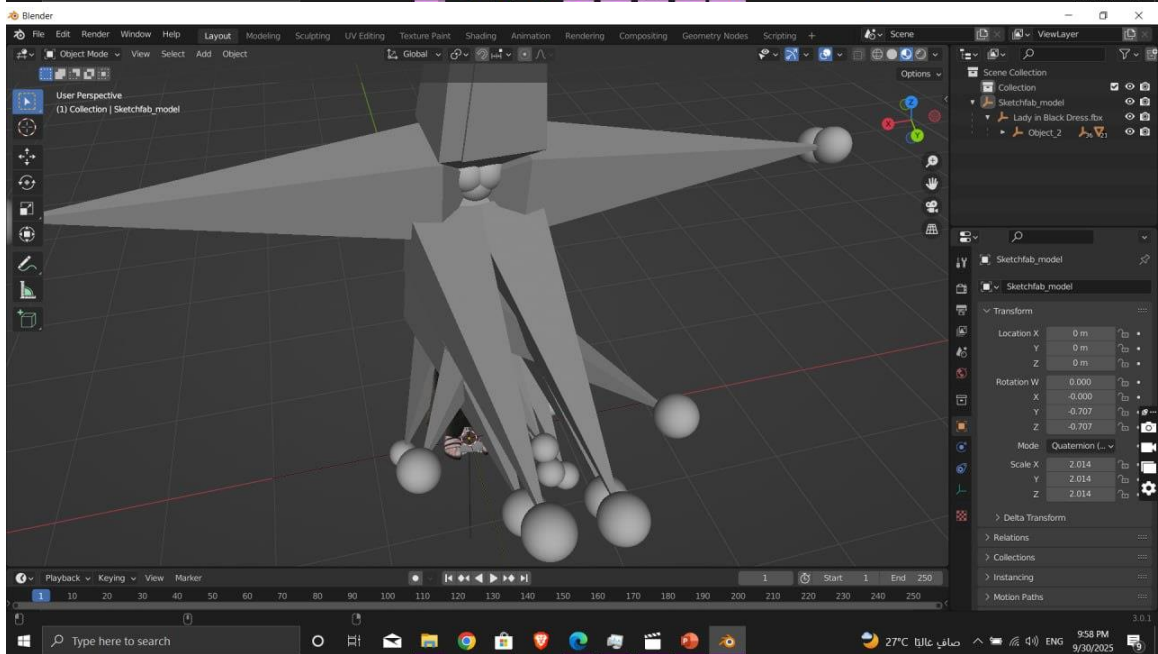 Blender
File Edit Render Window Help Layout Modeling Sculpting UV Editing Texture Paint Shading Animation Rendering Compositing Geometry Nodes Scripting + Scene ViewLayer
Object Mode View Select Add Object Global
Options
User Perspective
(1) Collection | Sketchfab_model
Z
X
Y
Scene Collection
Collection
Sketchfab_model
Lady in Black Dress.fbx
Object_2 26 21
Sketchfab_model
Sketchfab_model
Transform
Location X 0 m
Y 0 m
Z 0 m
Rotation W 0.000
X -0.000
Y -0.707
Z -0.707
Mode Quaternion (...
Scale X 2.014
Y 2.014
Z 2.014
Delta Transform
Relations
Collections
Instancing
Motion Paths
Playback Keying View Marker 1 Start 1 End 250
1 10 20 30 40 50 60 70 80 90 100 110 120 130 140 150 160 170 180 190 200 210 220 230 240 250
3.0.1
Type here to search 27°C صافٍ غالبًا ENG 9:58 PM
9/30/2025